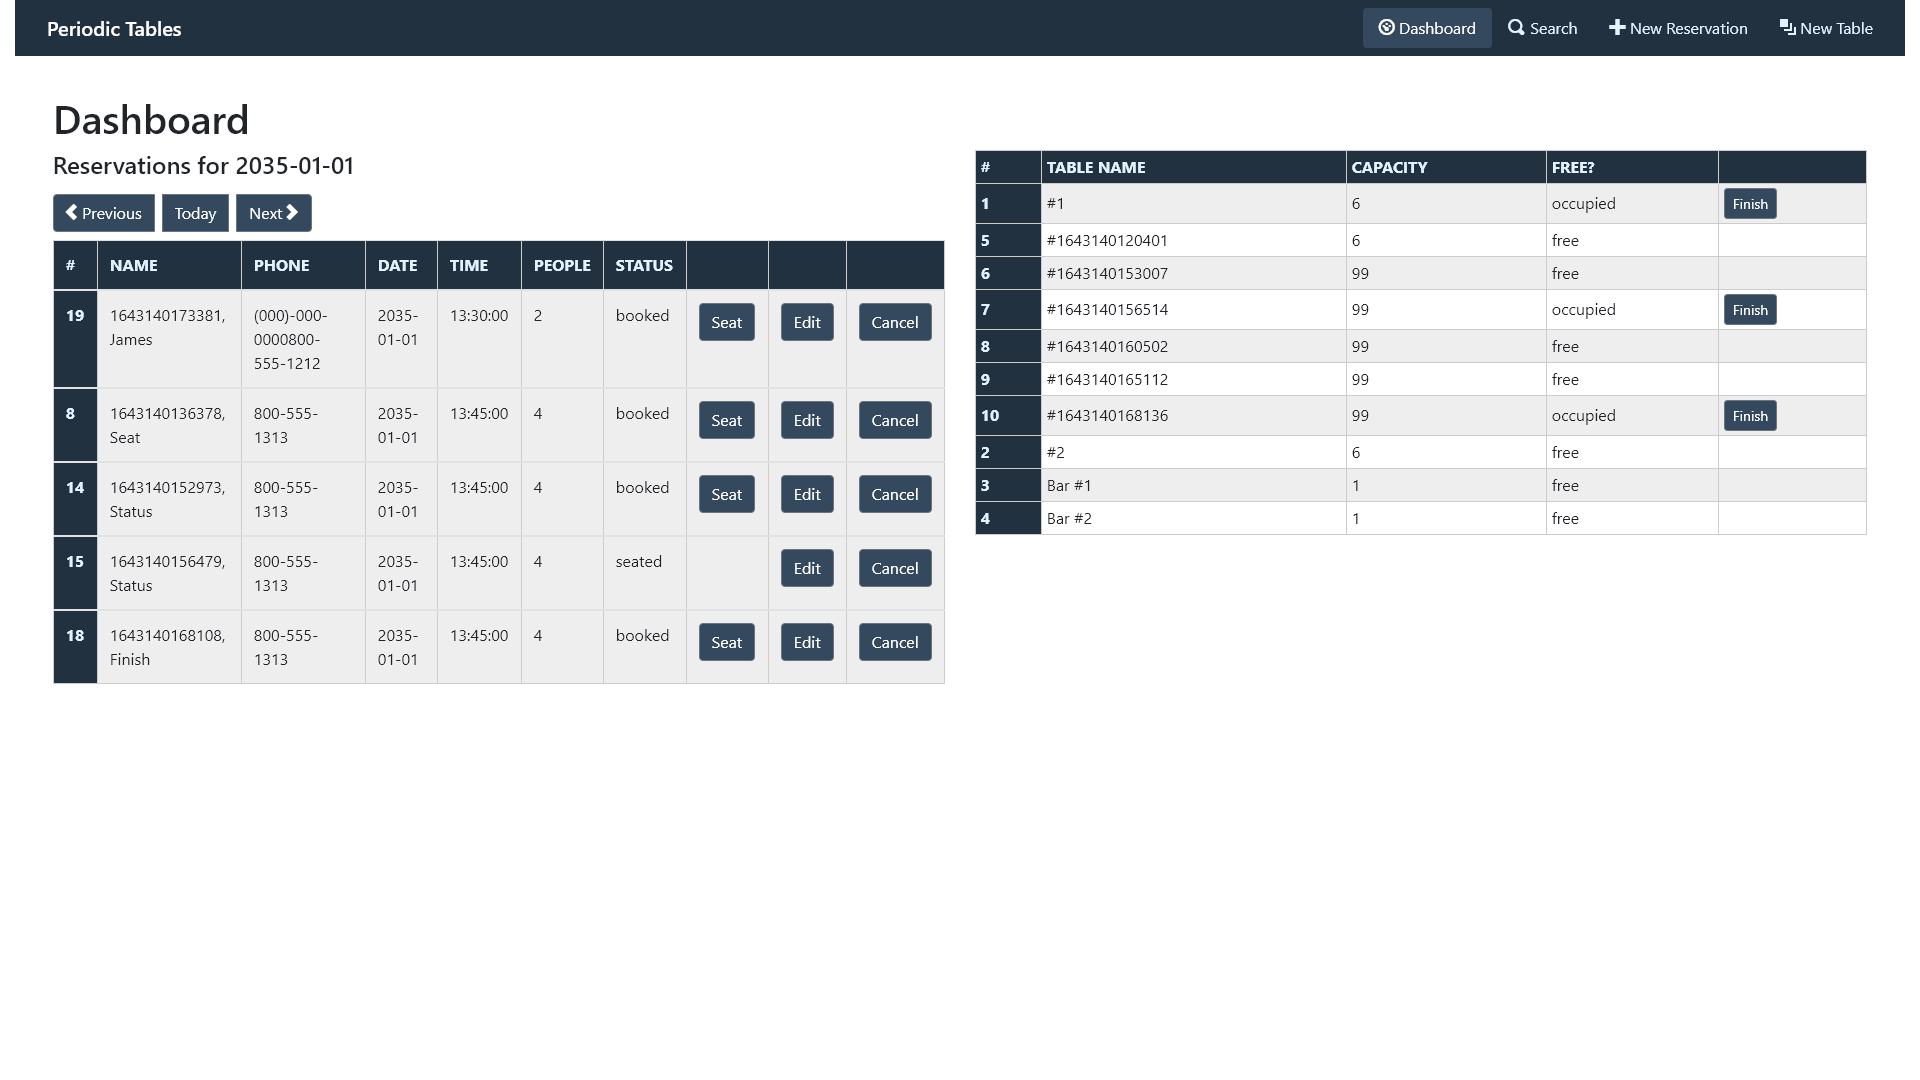 Periodic Tables
Dashboard Search New Reservation New Table
Dashboard
Reservations for 2035-01-01
Previous Today Next
# NAME PHONE DATE TIME PEOPLE STATUS
19 1643140173381, (000)-000- 2035- 13:30:00 2 booked Seat Edit Cancel
James 0000800- 01-01
555-1212
8 1643140136378, 800-555- 2035- 13:45:00 4 booked Seat Edit Cancel
Seat 1313 01-01
14 1643140152973, 800-555- 2035- 13:45:00 4 booked Seat Edit Cancel
Status 1313 01-01
15 1643140156479, 800-555- 2035- 13:45:00 4 seated Edit Cancel
Status 1313 01-01
18 1643140168108, 800-555- 2035- 13:45:00 4 booked Seat Edit Cancel
Finish 1313 01-01
# TABLE NAME CAPACITY FREE?
1 #1 6 occupied Finish
5 #1643140120401 6 free
6 #1643140153007 99 free
7 #1643140156514 99 occupied Finish
8 #1643140160502 99 free
9 #1643140165112 99 free
10 #1643140168136 99 occupied Finish
2 #2 6 free
3 Bar #1 1 free
4 Bar #2 1 free